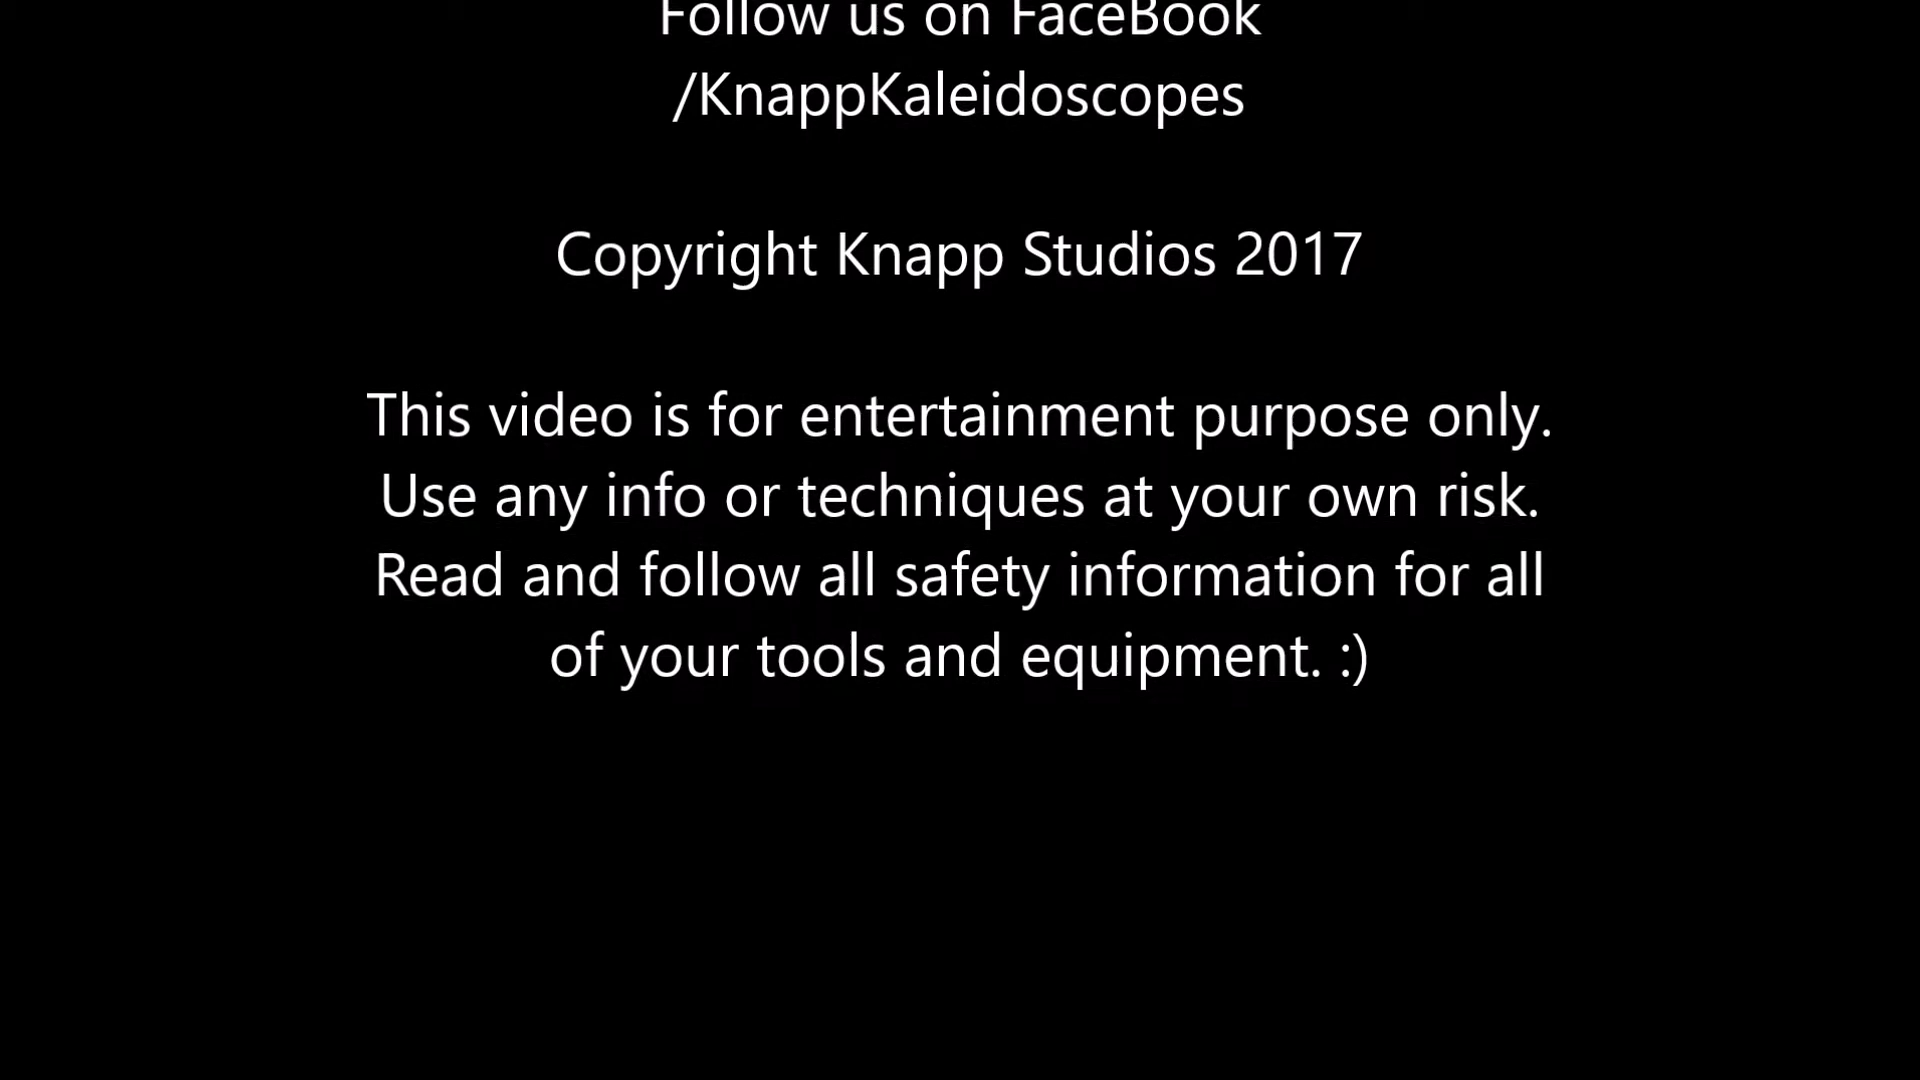 Follow us on FaceBook
/KnappKaleidoscopes
Copyright Knapp Studios 2017
This video is for entertainment purpose only.
Use any info or techniques at your own risk.
Read and follow all safety information for all
of your tools and equipment. :)